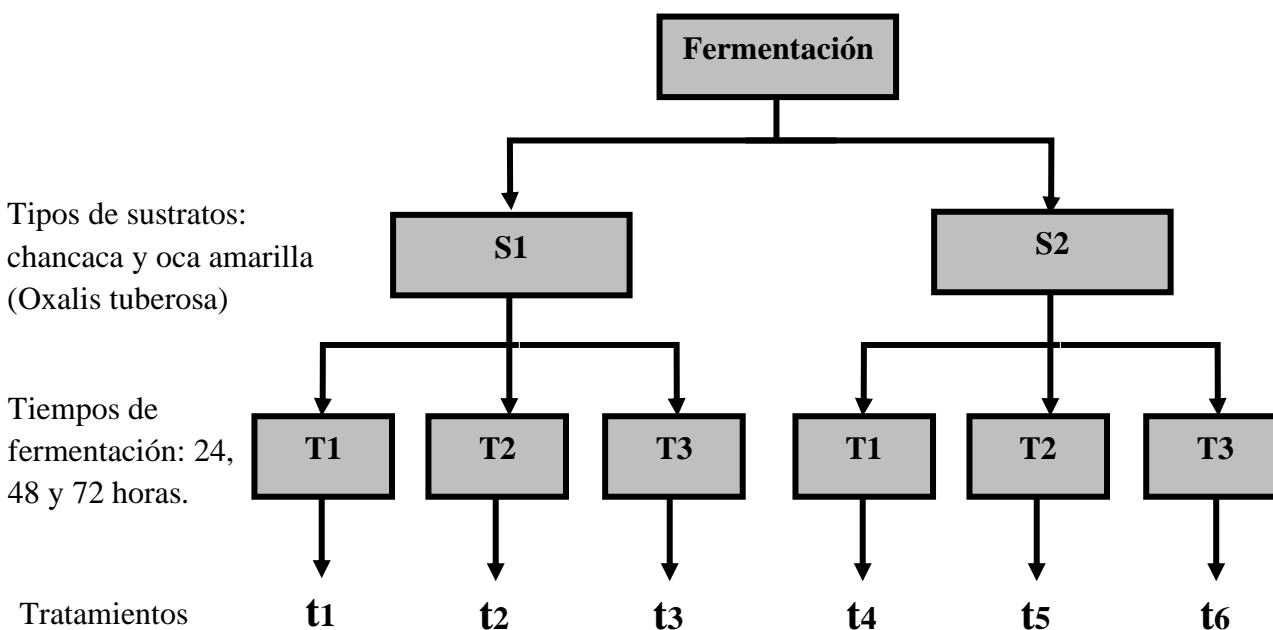 Fermentación
Tipos de sustratos:
chancaca y oca amarilla
(Oxalis tuberosa)
S1
S2
Tiempos de
fermentación: 24,
48 y 72 horas.
T1
T2
T3
T1
T2
T3
Tratamientos
t1
t2
t3
t4
t5
t6